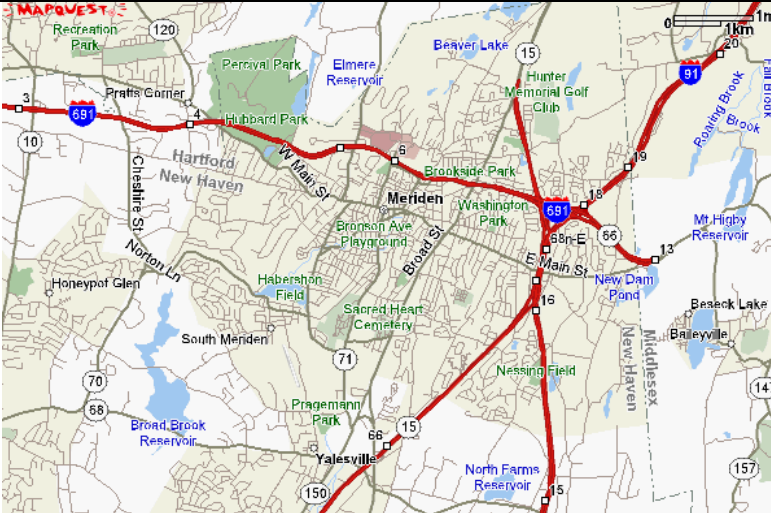 MAPQUEST
Recreation
Park
120
Percival Park
Elmere
Reservoir
Beaver Lake
15
0
1m
1km
20
91
Hunter
Memorial Golf
Club
Fall Brook
Roaring Brook
Brook
3
691
Pratts Corner
4
Hubbard Park
10
Hartford
New Haven
W Main St
6
Brookside Park
19
Cheshire St
Meriden
Washington
Park
691
18
Bronson Ave
Playground
Broad St
68n-E
66
Mt Higby
Reservoir
13
E Main St
Norton Ln
Honeypot Glen
Habershon
Field
New Dam
Pond
16
Sacred Heart
Cemetery
Beseck Lake
South Meriden
Baileyville
71
Middlesex
New Haven
Nessing Field
70
68
Pragemann
Park
15
147
Broad Brook
Reservoir
66
Yalesville
North Farms
Reservoir
157
150
15